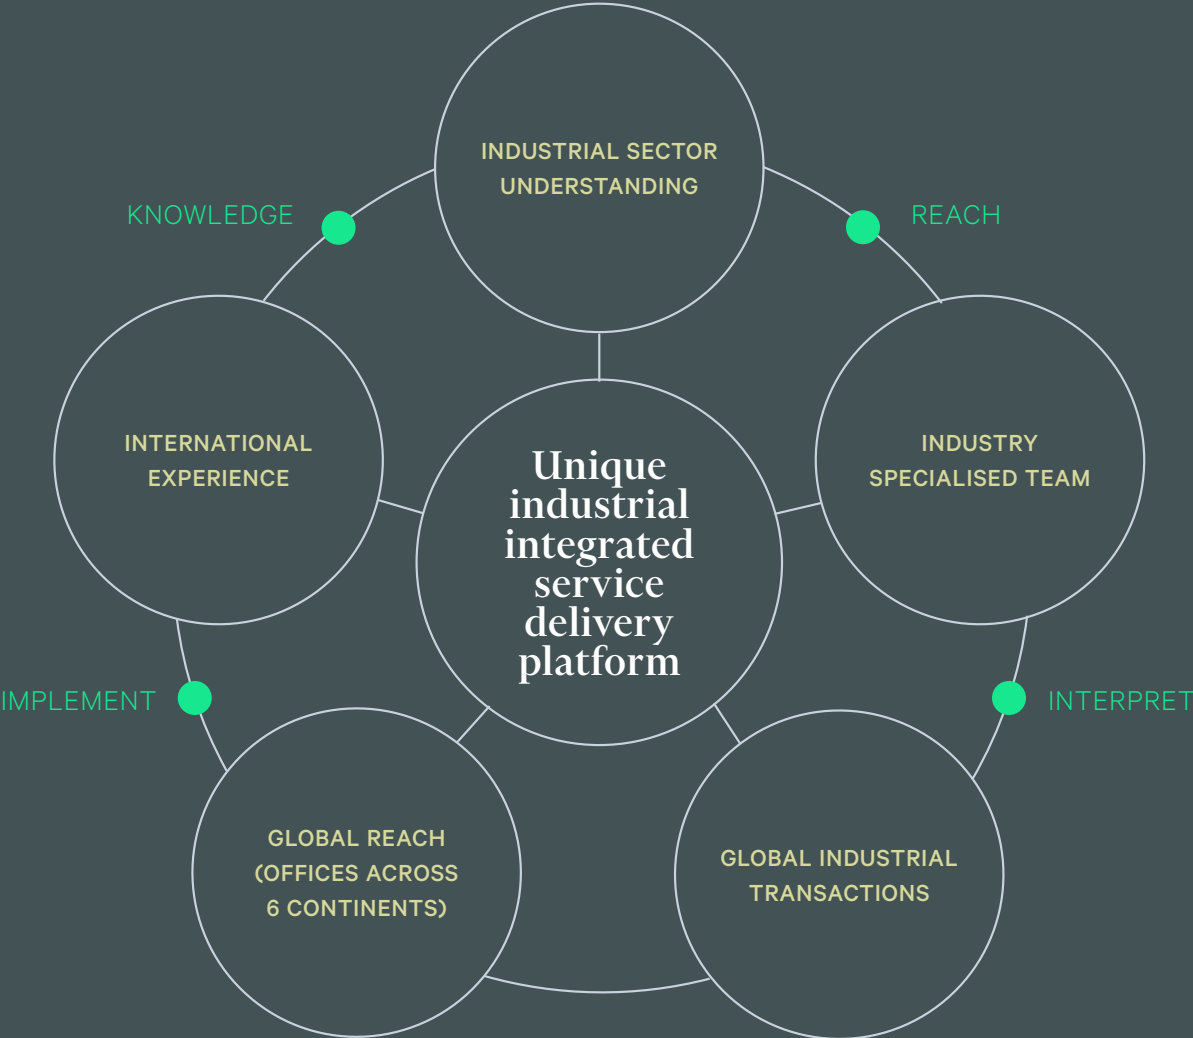 INDUSTRIAL SECTOR
UNDERSTANDING
KNOWLEDGE
REACH
INTERNATIONAL
EXPERIENCE
INDUSTRY
SPECIALISED TEAM
Unique
industrial
integrated
service
delivery
platform
IMPLEMENT
INTERPRET
GLOBAL REACH
(OFFICES ACROSS
6 CONTINENTS)
GLOBAL INDUSTRIAL
TRANSACTIONS